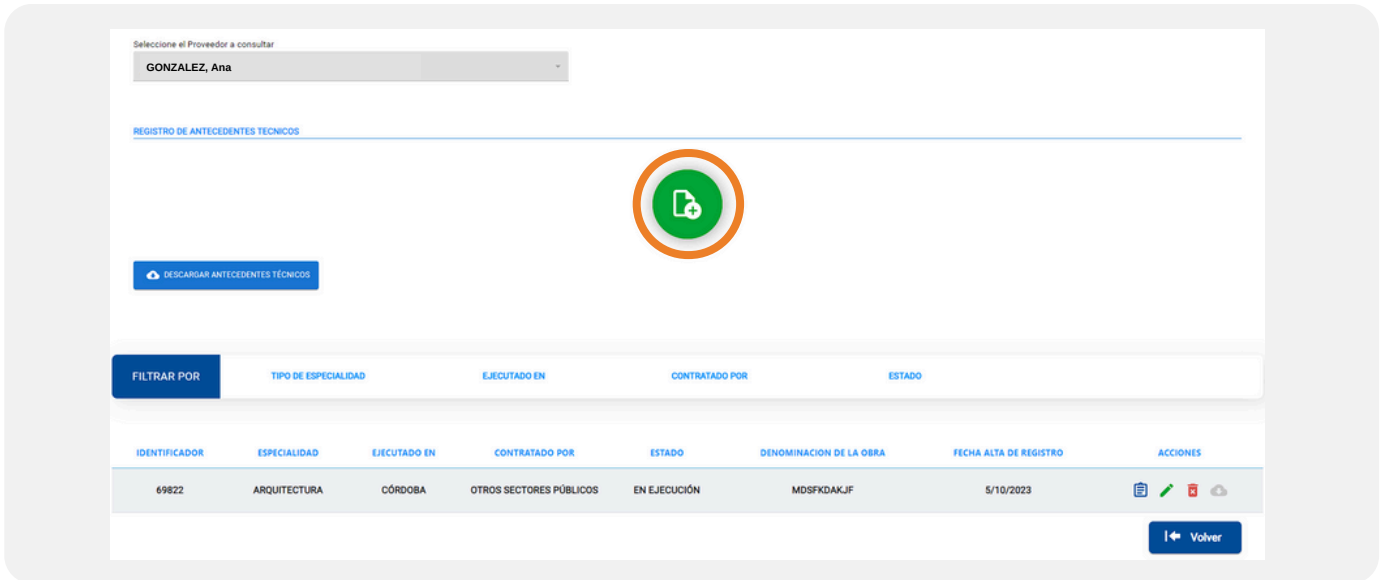 Seleccione el Proveedor a consultar
GONZALEZ, Ana
REGISTRO DE ANTECEDENTES TECNICOS
DESCARGAR ANTECEDENTES TÉCNICOS
FILTRAR POR TIPO DE ESPECIALIDAD EJECUTADO EN CONTRATADO POR ESTADO
IDENTIFICADOR ESPECIALIDAD EJECUTADO EN CONTRATADO POR ESTADO DENOMINACION DE LA OBRA FECHA ALTA DE REGISTRO ACCIONES
69822 ARQUITECTURA CÓRDOBA OTROS SECTORES PÚBLICOS EN EJECUCIÓN MDSFKDAKJF 5/10/2023
Volver